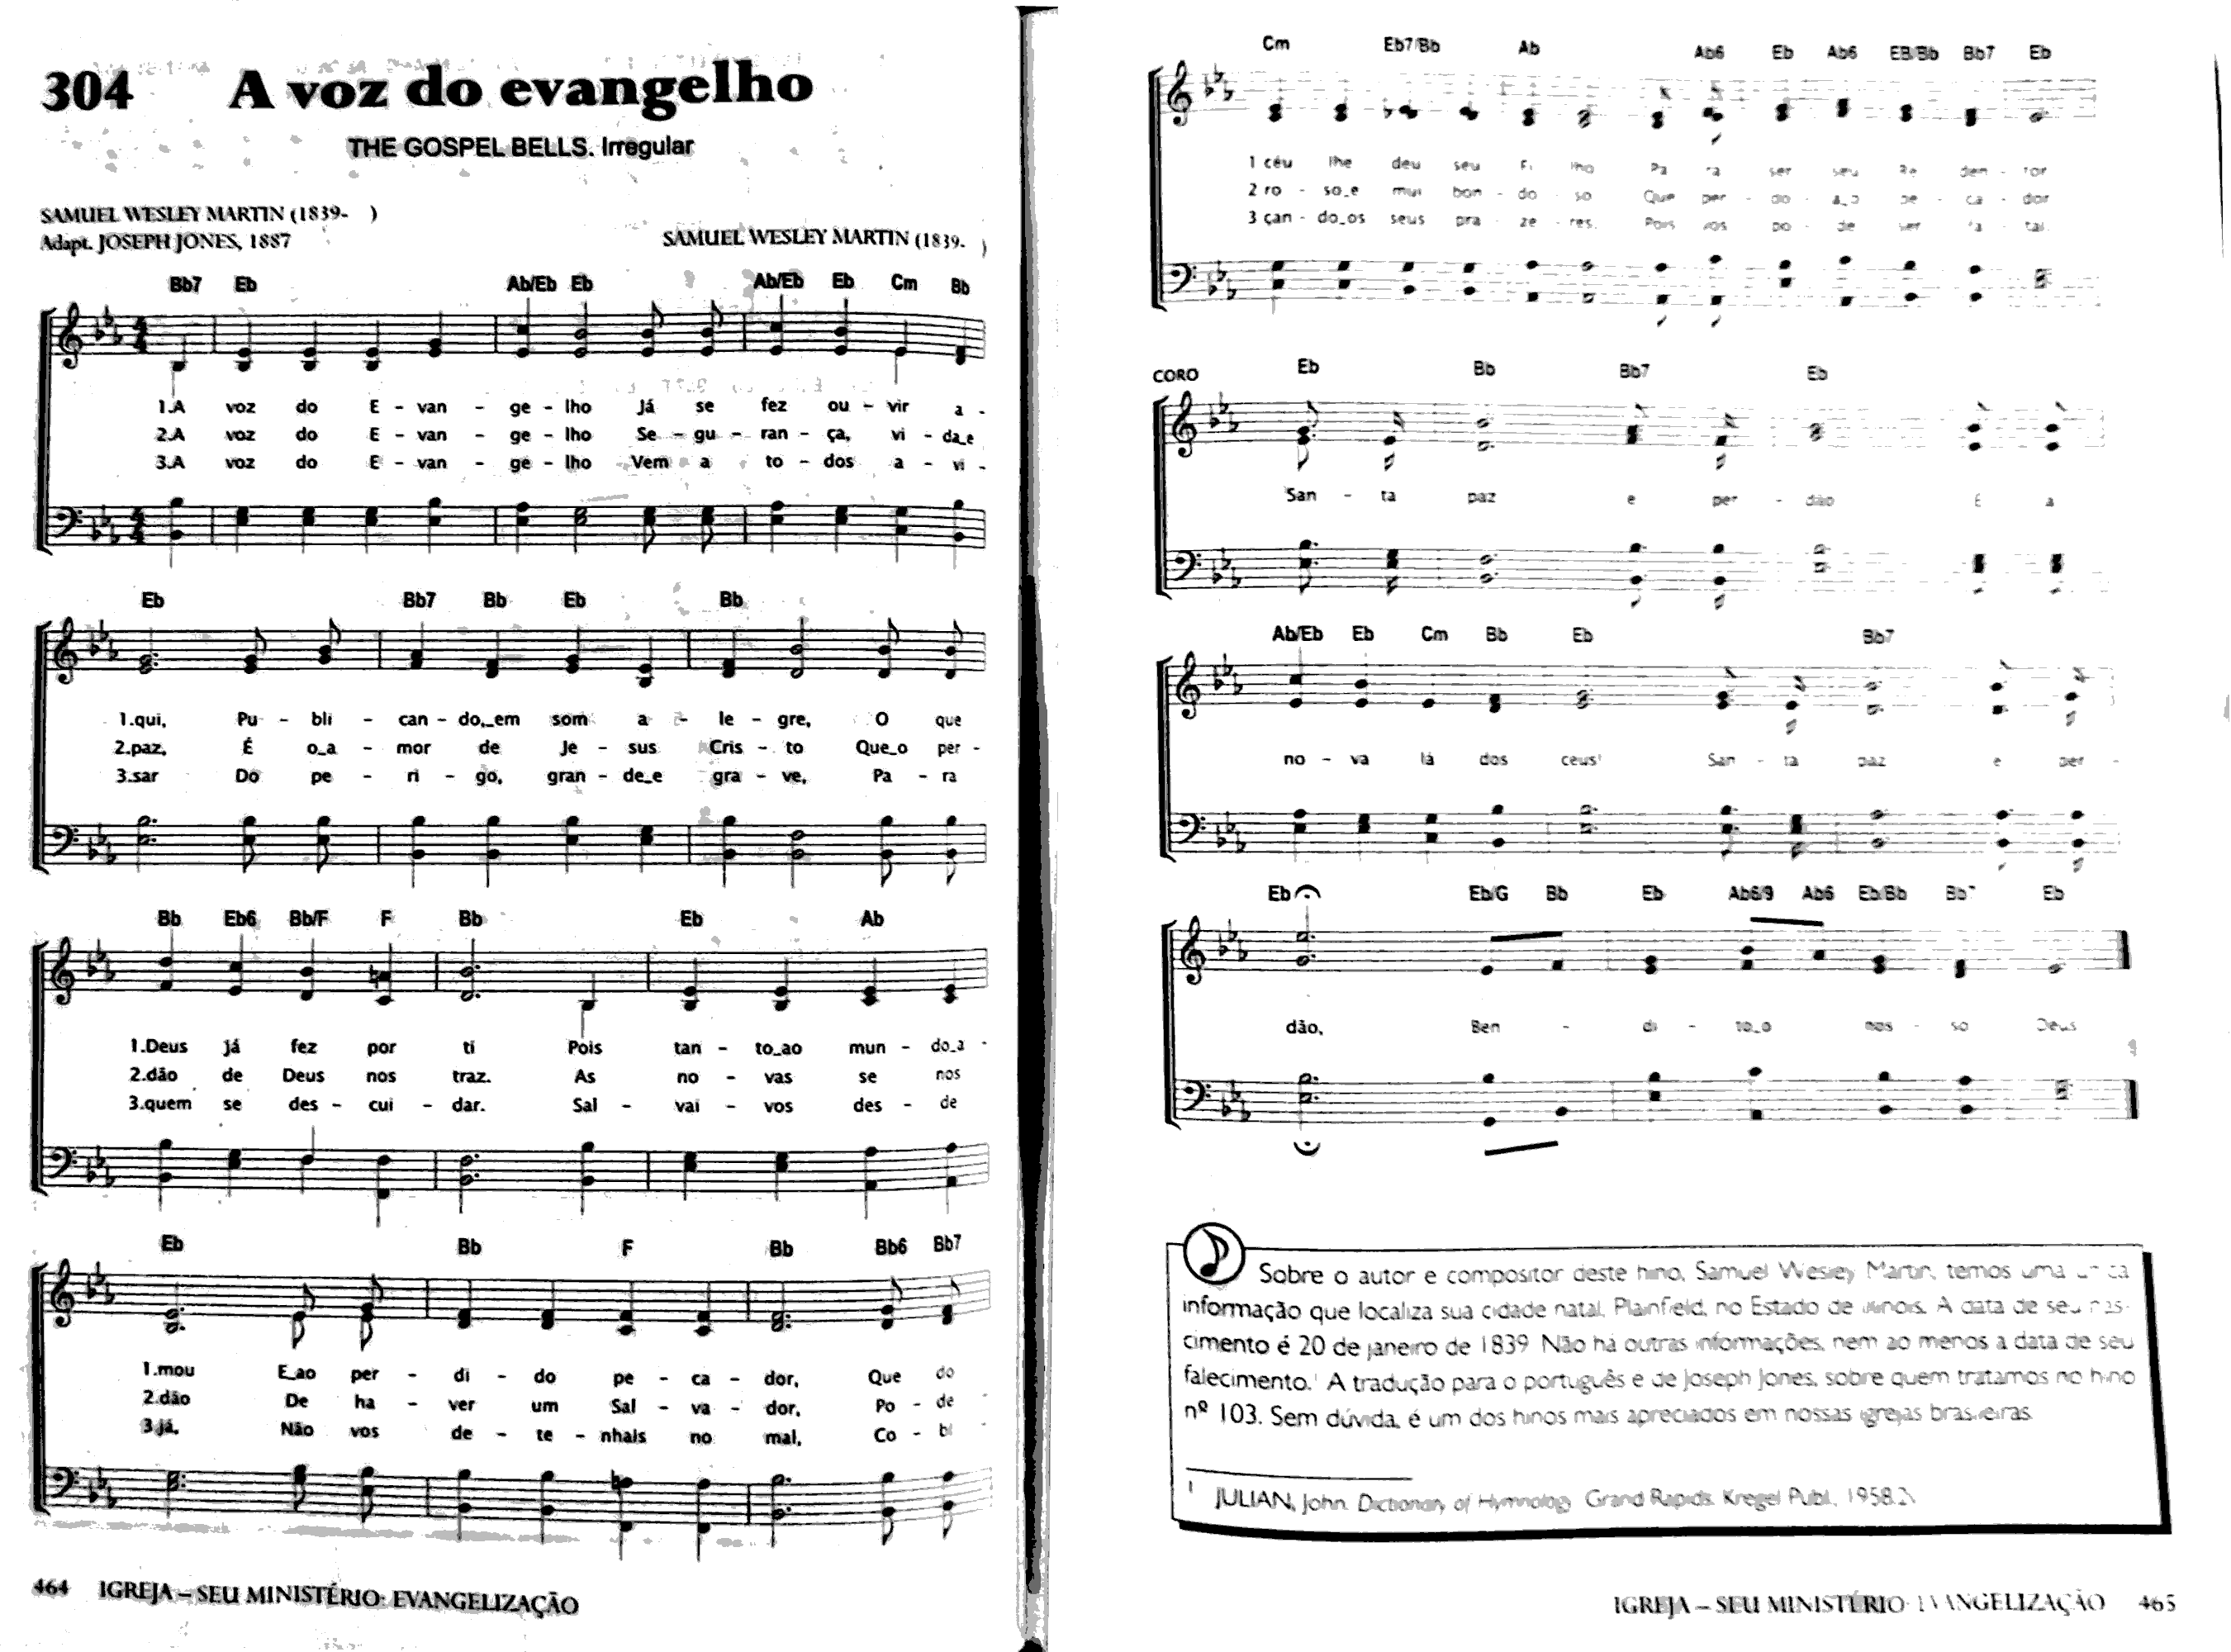 304 A voz do evangelho
THE GOSPEL BELLS. Irregular
SAMUEL WESLEY MARTIN (1839- )
Adapt. JOSEPH JONES, 1887
SAMUEL WESLEY MARTIN (1839- )
Bb7 Eb Ab/Eb Eb Ab/Eb Eb Cm Bb
1.A voz do E - van - ge - lho Já se fez ou - vir a -
2.A voz do E - van - ge - lho Se - gu - ran - ça, vi - da_e
3.A voz do E - van - ge - lho Vem a to - dos a - vi -
Eb Bb7 Bb Eb Bb
1.qui, Pu - bli - can - do,_em som a - le - gre, O que
2.paz, É o_a - mor de Je - sus Cris - to Que_o per -
3.sar Do pe - ri - go, gran - de_e gra - ve, Pa - ra
Bb Eb6 Bb/F F Bb Eb Ab
1.Deus já fez por ti Pois tan - to_ao mun - do_a -
2.dão de Deus nos traz. As no - vas se nos
3.quem se des - cui - dar. Sal - vai - vos des - de
Eb Bb F Bb Bb6 Bb7
1.mou E_ao per - di - do pe - ca - dor, Que do
2.dão De ha - ver um Sal - va - dor, Po - de -
3.já, Não vos de - te - nhais no mal, Co - bi -
464 IGREJA – SEU MINISTÉRIO: EVANGELIZAÇÃO
Cm Eb7/Bb Ab Ab6 Eb Ab6 EB/Bb Bb7 Eb
1 céu lhe deu seu Fi lho Pa ra ser seu Re den - tor
2 ro - so_e mui bon - do - so Que per - do - a_o pe - ca - dor
3 çan - do_os seus pra - ze - res. Pois vos po - de ser fa - tal.
CORO Eb Bb Bb7 Eb
San - ta paz e per - dão É a
Ab/Eb Eb Cm Bb Eb Bb7
no - va lá dos ceus! San - ta paz e per -
Eb Eb/G Bb Eb Ab6/9 Ab6 Eb/Bb Bb7 Eb
dão, Ben - di - to_o nos - so Deus
Sobre o autor e compositor deste hino, Samuel Wesley Martin, temos uma única
informação que localiza sua cidade natal, Plainfield, no Estado de Illinois. A data de seu nas-
cimento é 20 de janeiro de 1839. Não há outras informações, nem ao menos a data de seu
falecimento.¹ A tradução para o português é de Joseph Jones, sobre quem tratamos no hino
nº 103. Sem dúvida, é um dos hinos mais apreciados em nossas igrejas brasileiras.
¹ JULIAN, John. Dictionary of Hymnology. Grand Rapids. Kregel Publ., 1958.2v
IGREJA – SEU MINISTÉRIO: EVANGELIZAÇÃO 465